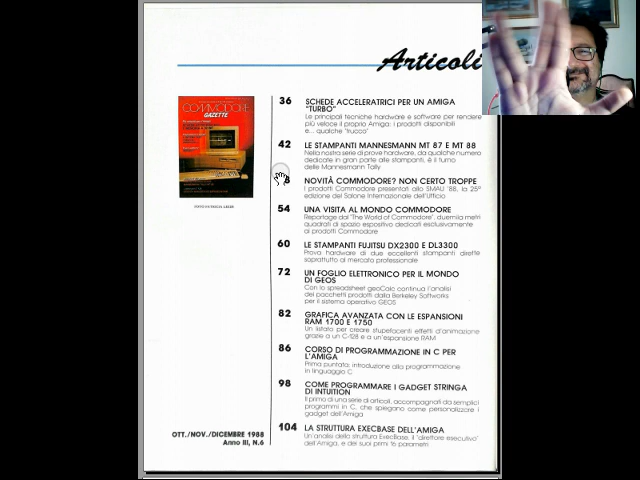 Articoli
COMMODORE
GAZETTE
36 SCHEDE ACCELERATRICI PER UN AMIGA
"TURBO"
Le principali tecniche hardware e software per rendere
più veloce il proprio Amiga: i prodotti disponibili
e... qualche "trucco"
42 LE STAMPANTI MANNESMANN MT 87 E MT 88
Nella nostra serie di prove hardware, da qualche numero
dedicate in gran parte alle stampanti, è il turno
delle Mannesmann Tally
8 NOVITÀ COMMODORE? NON CERTO TROPPE
I prodotti Commodore presentati allo SMAU '88, la 25ª
edizione del Salone Internazionale dell'Ufficio
54 UNA VISITA AL MONDO COMMODORE
Reportage dal "The World of Commodore", duemila metri
quadrati di spazio espositivo dedicati esclusivamente
ai prodotti Commodore
60 LE STAMPANTI FUJITSU DX2300 E DL3300
Prova hardware di due eccellenti stampanti dirette
soprattutto al mercato professionale
72 UN FOGLIO ELETTRONICO PER IL MONDO
DI GEOS
Con lo spreadsheet geoCalc continua l'analisi
dei pacchetti prodotti dalla Berkeley Softworks
per il sistema operativo GEOS
82 GRAFICA AVANZATA CON LE ESPANSIONI
RAM 1700 E 1750
Un listato per creare stupefacenti effetti d'animazione
grazie a un C-128 e a un'espansione RAM
86 CORSO DI PROGRAMMAZIONE IN C PER
L'AMIGA
Prima puntata: introduzione alla programmazione
in linguaggio C
98 COME PROGRAMMARE I GADGET STRINGA
DI INTUITION
Il primo di una serie di articoli, accompagnati da semplici
programmi in C, che spiegano come personalizzare i
gadget dell'Amiga
104 LA STRUTTURA EXECBASE DELL'AMIGA
Un'analisi della struttura ExecBase, il "direttore esecutivo"
dell'Amiga, e dei suoi primi 16 parametri
OTT./NOV./DICEMBRE 1988
Anno III, N.6